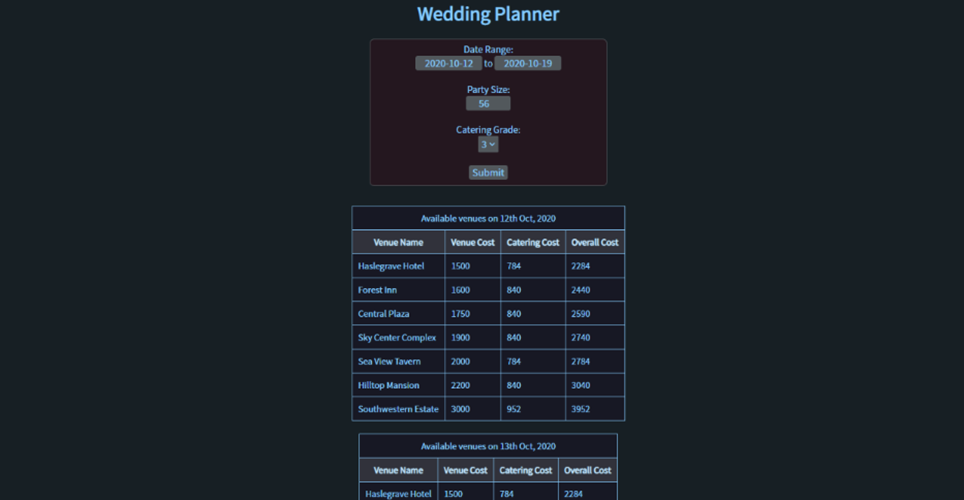 Wedding Planner
Date Range:
2020-10-12 to 2020-10-19
Party Size:
56
Catering Grade:
3
Submit
Available venues on 12th Oct, 2020
Venue Name Venue Cost Catering Cost Overall Cost
Haslegrave Hotel 1500 784 2284
Forest Inn 1600 840 2440
Central Plaza 1750 840 2590
Sky Center Complex 1900 840 2740
Sea View Tavern 2000 784 2784
Hilltop Mansion 2200 840 3040
Southwestern Estate 3000 952 3952
Available venues on 13th Oct, 2020
Venue Name Venue Cost Catering Cost Overall Cost
Haslegrave Hotel 1500 784 2284